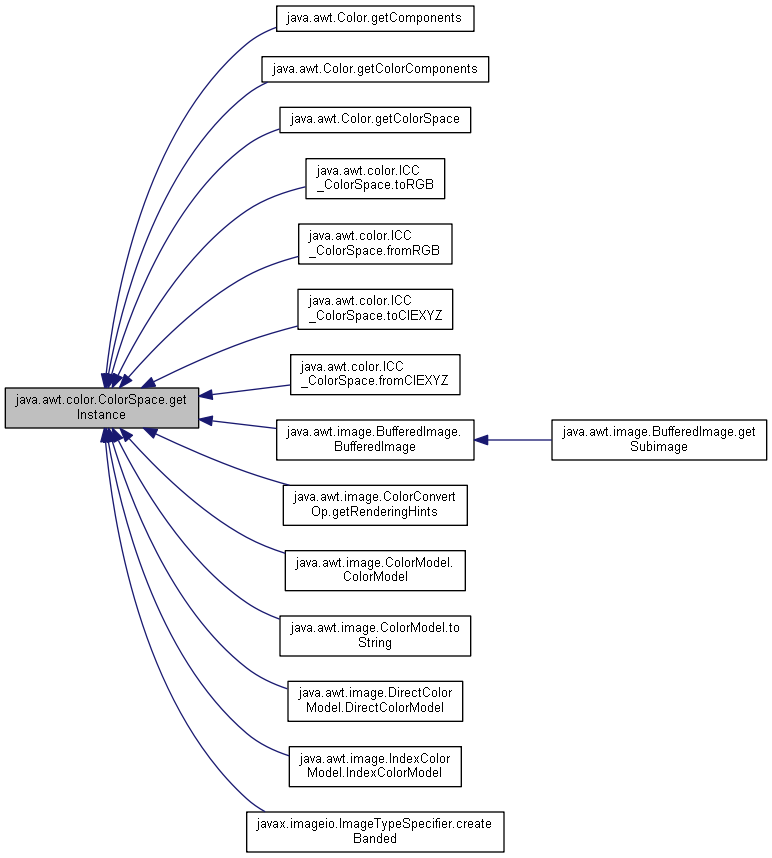 java.awt.Color.getComponents
java.awt.Color.getColorComponents
java.awt.Color.getColorSpace
java.awt.color.ICC
_ColorSpace.toRGB
java.awt.color.ICC
_ColorSpace.fromRGB
java.awt.color.ICC
_ColorSpace.toCIEXYZ
java.awt.color.ICC
_ColorSpace.fromCIEXYZ
java.awt.color.ColorSpace.get
Instance
java.awt.image.BufferedImage.
BufferedImage
java.awt.image.BufferedImage.get
Subimage
java.awt.image.ColorConvert
Op.getRenderingHints
java.awt.image.ColorModel.
ColorModel
java.awt.image.ColorModel.to
String
java.awt.image.DirectColor
Model.DirectColorModel
java.awt.image.IndexColor
Model.IndexColorModel
javax.imageio.ImageTypeSpecifier.create
Banded